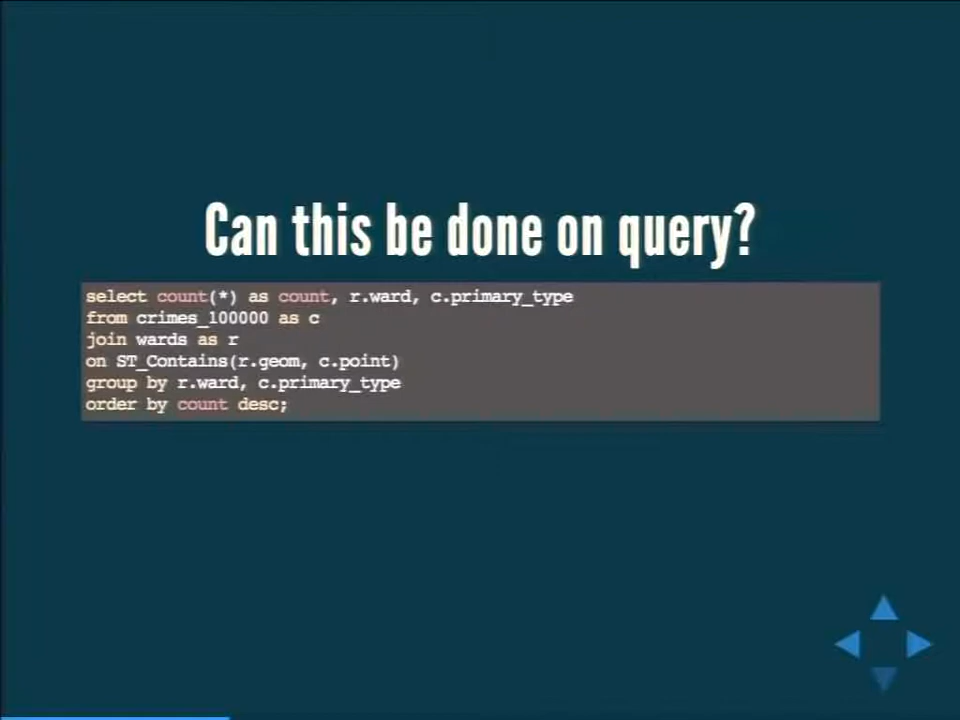 Can this be done on query?
select count(*) as count, r.ward, c.primary_type
from crimes_100000 as c
join wards as r
on ST_Contains(r.geom, c.point)
group by r.ward, c.primary_type
order by count desc;